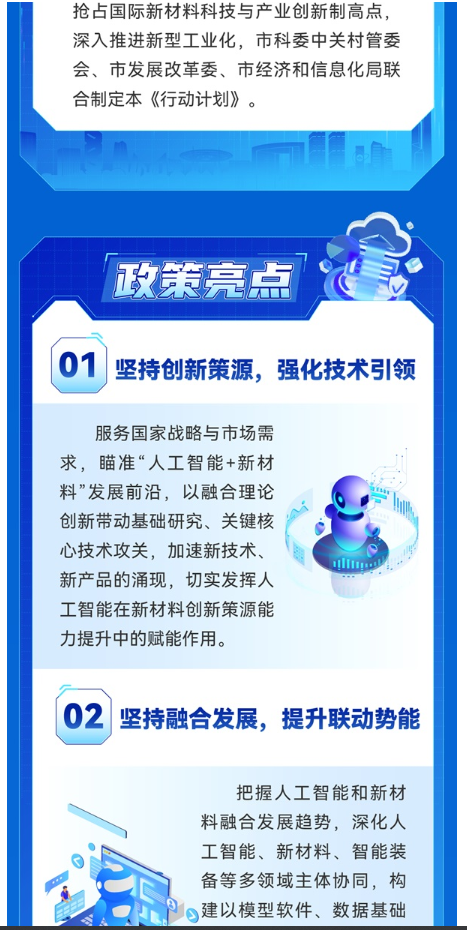 抢占国际新材料科技与产业创新制高点，
深入推进新型工业化，市科委中关村管委
会、市发展改革委、市经济和信息化局联
合制定本《行动计划》。
政策亮点
01 坚持创新策源，强化技术引领
服务国家战略与市场需
求，瞄准“人工智能+新材
料”发展前沿，以融合理论
创新带动基础研究、关键核
心技术攻关，加速新技术、
新产品的涌现，切实发挥人
工智能在新材料创新策源能
力提升中的赋能作用。
02 坚持融合发展，提升联动势能
把握人工智能和新材
料融合发展趋势，深化人
工智能、新材料、智能装
备等多领域主体协同，构
建以模型软件、数据基础